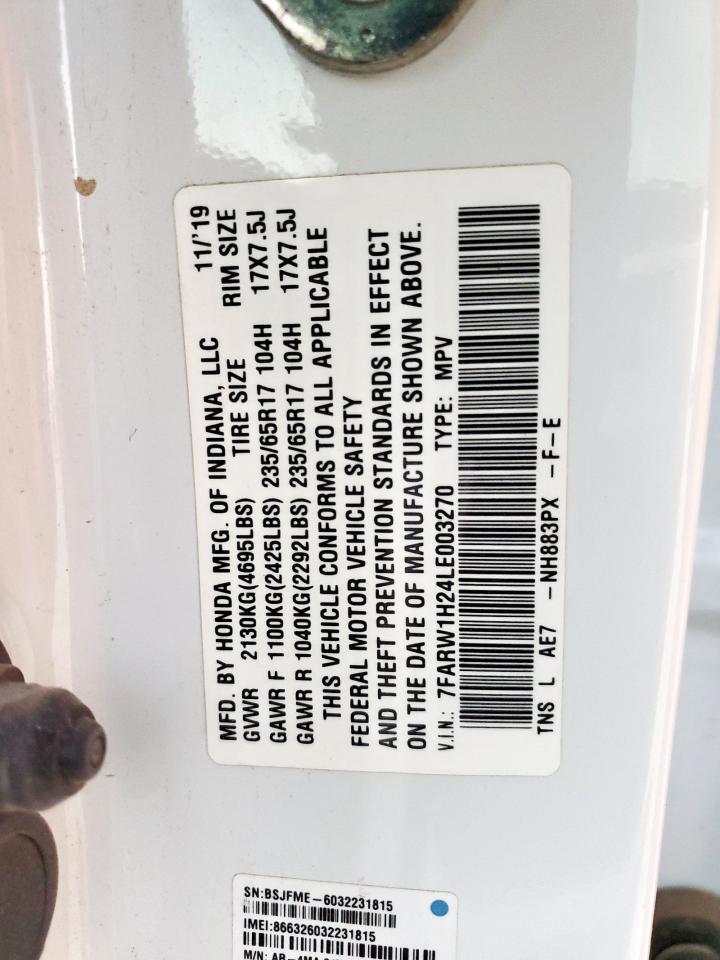 MFD. BY HONDA MFG. OF INDIANA, LLC 11/'19
GVWR 2130KG(4695LBS) TIRE SIZE RIM SIZE
GAWR F 1100KG(2425LBS) 235/65R17 104H 17X7.5J
GAWR R 1040KG(2292LBS) 235/65R17 104H 17X7.5J
THIS VEHICLE CONFORMS TO ALL APPLICABLE
FEDERAL MOTOR VEHICLE SAFETY
AND THEFT PREVENTION STANDARDS IN EFFECT
ON THE DATE OF MANUFACTURE SHOWN ABOVE.
V.I.N.: 7FARW1H24LE003270 TYPE: MPV
TNS L AE7 -NH883PX -F-E
SN:BSJFME-6032231815
IMEI:866326032231815
M/N: